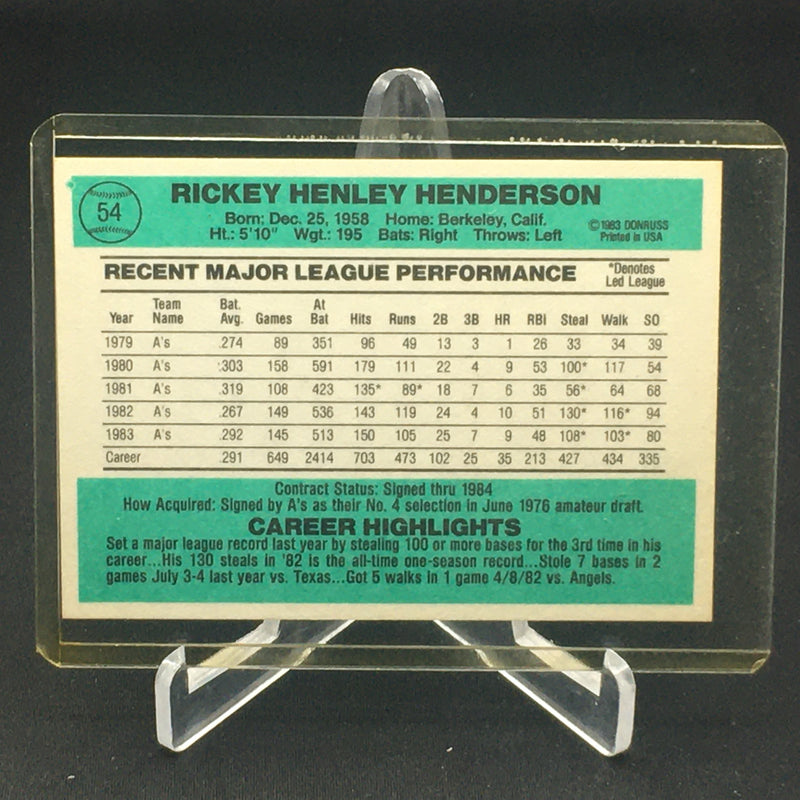 54
RICKEY HENLEY HENDERSON
Born: Dec. 25, 1958 Home: Berkeley, Calif.
Ht.: 5'10" Wgt.: 195 Bats: Right Throws: Left
©1983 DONRUSS
Printed in USA
RECENT MAJOR LEAGUE PERFORMANCE
*Denotes
Led League
Year Team Name Bat. Avg. Games At Bat Hits Runs 2B 3B HR RBI Steal Walk SO
1979 A's .274 89 351 96 49 13 3 1 26 33 34 39
1980 A's .303 158 591 179 111 22 4 9 53 100* 117 54
1981 A's .319 108 423 135* 89* 18 7 6 35 56* 64 68
1982 A's .267 149 536 143 119 24 4 10 51 130* 116* 94
1983 A's .292 145 513 150 105 25 7 9 48 108* 103* 80
Career .291 649 2414 703 473 102 25 35 213 427 434 335
Contract Status: Signed thru 1984
How Acquired: Signed by A's as their No. 4 selection in June 1976 amateur draft.
CAREER HIGHLIGHTS
Set a major league record last year by stealing 100 or more bases for the 3rd time in his
career...His 130 steals in '82 is the all-time one-season record...Stole 7 bases in 2
games July 3-4 last year vs. Texas...Got 5 walks in 1 game 4/8/82 vs. Angels.